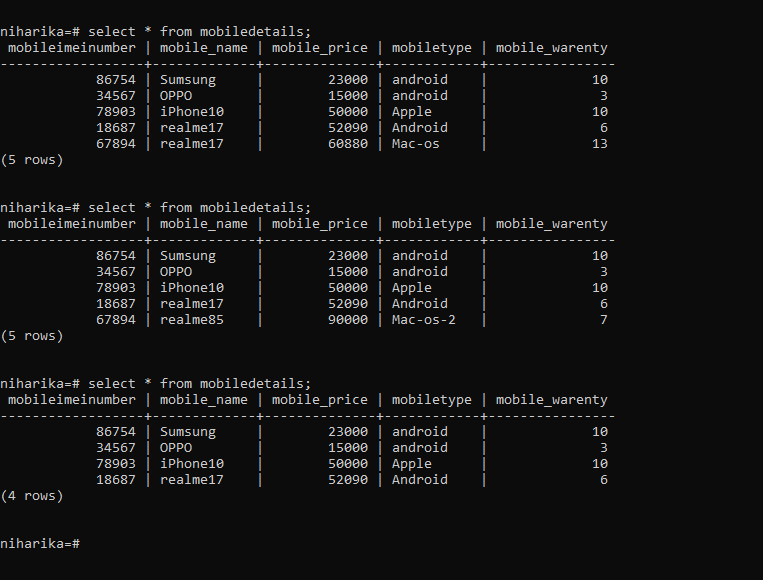 niharika=# select * from mobiledetails;
 mobileimeinumber | mobile_name | mobile_price | mobiletype | mobile_warenty
------------------+-------------+--------------+------------+----------------
            86754 | Sumsung     |        23000 | android    |             10
            34567 | OPPO        |        15000 | android    |              3
            78903 | iPhone10    |        50000 | Apple      |             10
            18687 | realme17    |        52090 | Android    |              6
            67894 | realme17    |        60880 | Mac-os     |             13
(5 rows)
niharika=# select * from mobiledetails;
 mobileimeinumber | mobile_name | mobile_price | mobiletype | mobile_warenty
------------------+-------------+--------------+------------+----------------
            86754 | Sumsung     |        23000 | android    |             10
            34567 | OPPO        |        15000 | android    |              3
            78903 | iPhone10    |        50000 | Apple      |             10
            18687 | realme17    |        52090 | Android    |              6
            67894 | realme85    |        90000 | Mac-os-2   |              7
(5 rows)
niharika=# select * from mobiledetails;
 mobileimeinumber | mobile_name | mobile_price | mobiletype | mobile_warenty
------------------+-------------+--------------+------------+----------------
            86754 | Sumsung     |        23000 | android    |             10
            34567 | OPPO        |        15000 | android    |              3
            78903 | iPhone10    |        50000 | Apple      |             10
            18687 | realme17    |        52090 | Android    |              6
(4 rows)
niharika=#